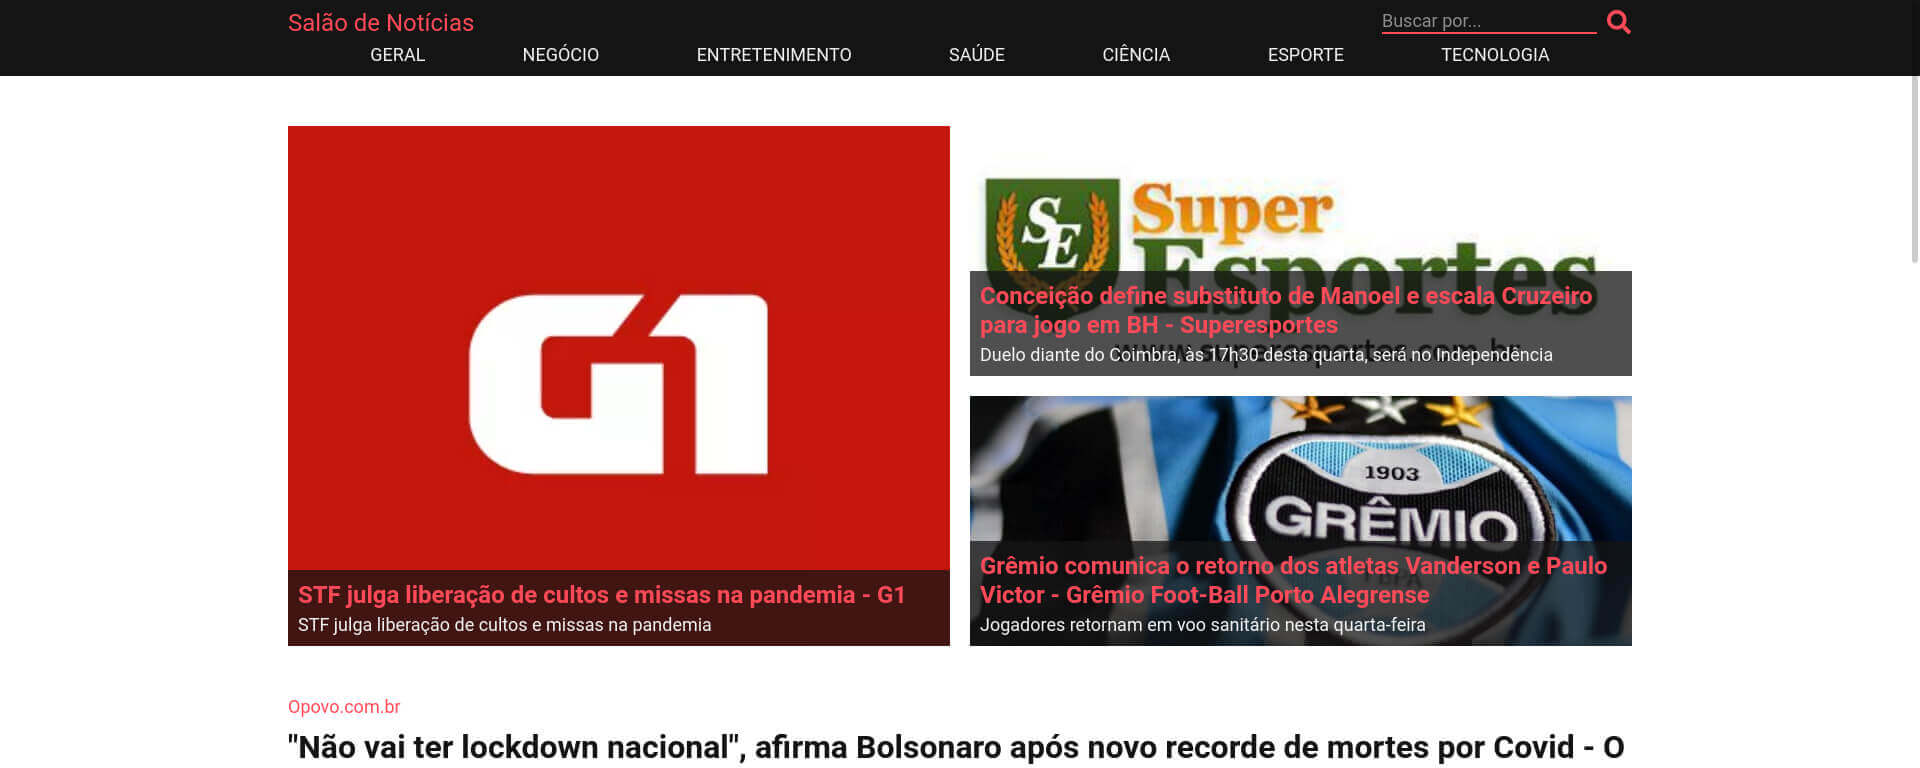 Salão de Notícias
Buscar por...
GERAL NEGÓCIO ENTRETENIMENTO SAÚDE CIÊNCIA ESPORTE TECNOLOGIA
G1
STF julga liberação de cultos e missas na pandemia - G1
STF julga liberação de cultos e missas na pandemia
SE
Super
Esportes
www.superesportes.com.br
Conceição define substituto de Manoel e escala Cruzeiro
para jogo em BH - Superesportes
Duelo diante do Coimbra, às 17h30 desta quarta, será no Independência
1903
GRÊMIO
FBPA
Grêmio comunica o retorno dos atletas Vanderson e Paulo
Victor - Grêmio Foot-Ball Porto Alegrense
Jogadores retornam em voo sanitário nesta quarta-feira
Opovo.com.br
"Não vai ter lockdown nacional", afirma Bolsonaro após novo recorde de mortes por Covid - O